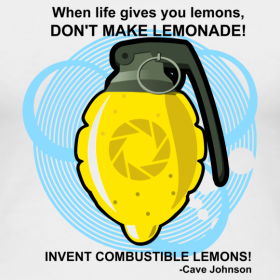 When life gives you lemons,
DON'T MAKE LEMONADE!
INVENT COMBUSTIBLE LEMONS!
-Cave Johnson